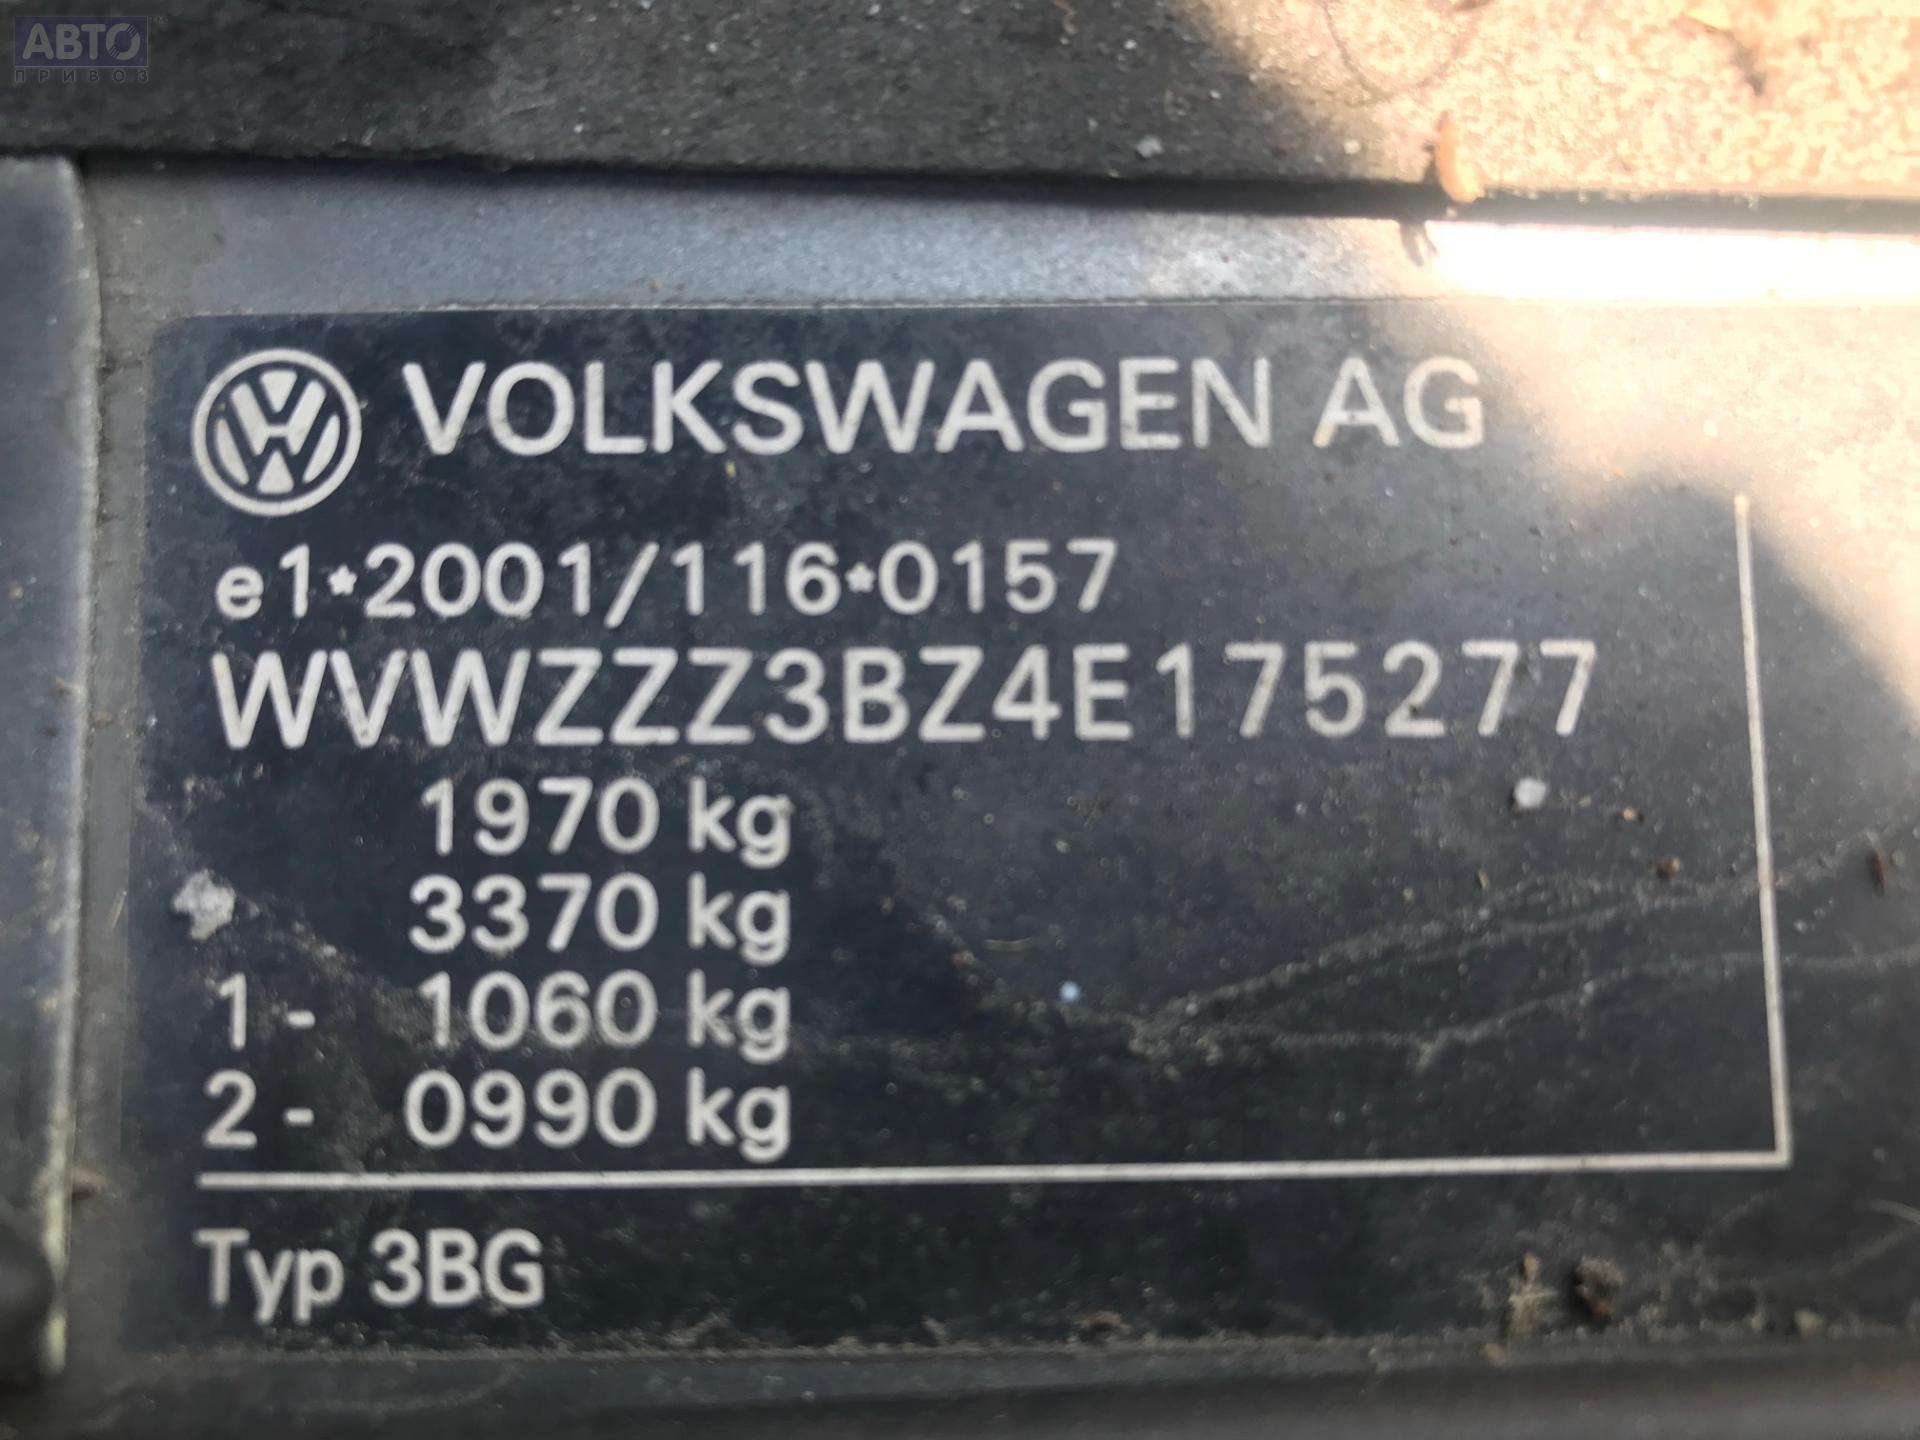 АВТО
ПРИВОЗ
VOLKSWAGEN AG
e1*2001/116*0157
WVWZZZ3BZ4E175277
1970 kg
3370 kg
1 - 1060 kg
2 - 0990 kg
Typ 3BG